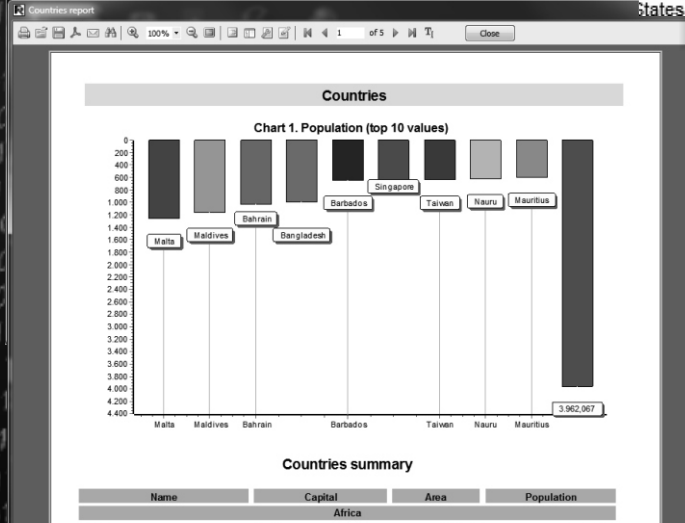 Countries report
States
100%
1
of 5
Close
Countries
Chart 1. Population (top 10 values)
0
200
400
600
800
1.000
1.200
1.400
1.600
1.800
2.000
2.200
2.400
2.600
2.800
3.000
3.200
3.400
3.600
3.800
4.000
4.200
4.400
Malta
Maldives
Bahrain
Bangladesh
Barbados
Singapore
Taiwan
Nauru
Mauritius
3.962,067
Malta Maldives Bahrain Barbados Taiwan Nauru Mauritius
Countries summary
Name Capital Area Population
Africa